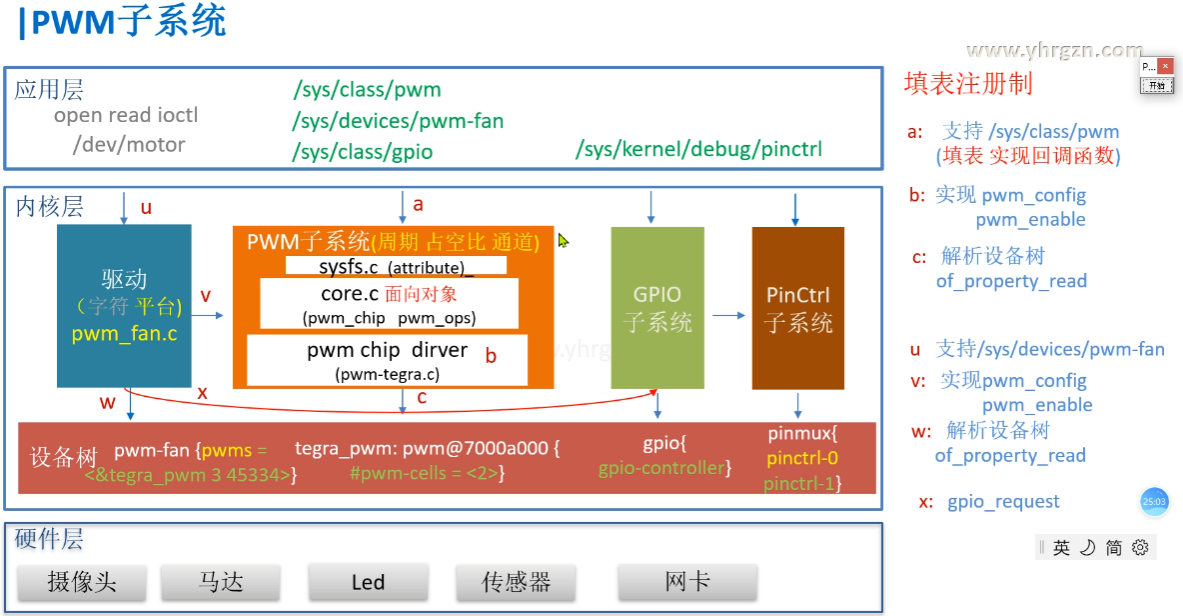 |PWM子系统
www.yhrgzn.com
P...
开始
应用层
open read ioctl
/dev/motor
/sys/class/pwm
/sys/devices/pwm-fan
/sys/class/gpio
/sys/kernel/debug/pinctrl
内核层
u
a
驱动
(字符 平台)
pwm_fan.c
v
PWM子系统(周期 占空比 通道)
sysfs.c (attribute)_
core.c 面向对象
(pwm_chip pwm_ops)
pwm chip dirver b
(pwm-tegra.c)
GPIO
子系统
PinCtrl
子系统
w
x
c
设备树
pwm-fan {pwms =
<&tegra_pwm 3 45334>}
tegra_pwm: pwm@7000a000 {
#pwm-cells = <2>}
gpio{
gpio-controller}
pinmux{
pinctrl-0
pinctrl-1}
硬件层
摄像头
马达
Led
传感器
网卡
填表注册制
a: 支持 /sys/class/pwm
(填表 实现回调函数)
b: 实现 pwm_config
pwm_enable
c: 解析设备树
of_property_read
u 支持/sys/devices/pwm-fan
v: 实现pwm_config
pwm_enable
w: 解析设备树
of_property_read
x: gpio_request
25:03
英 简